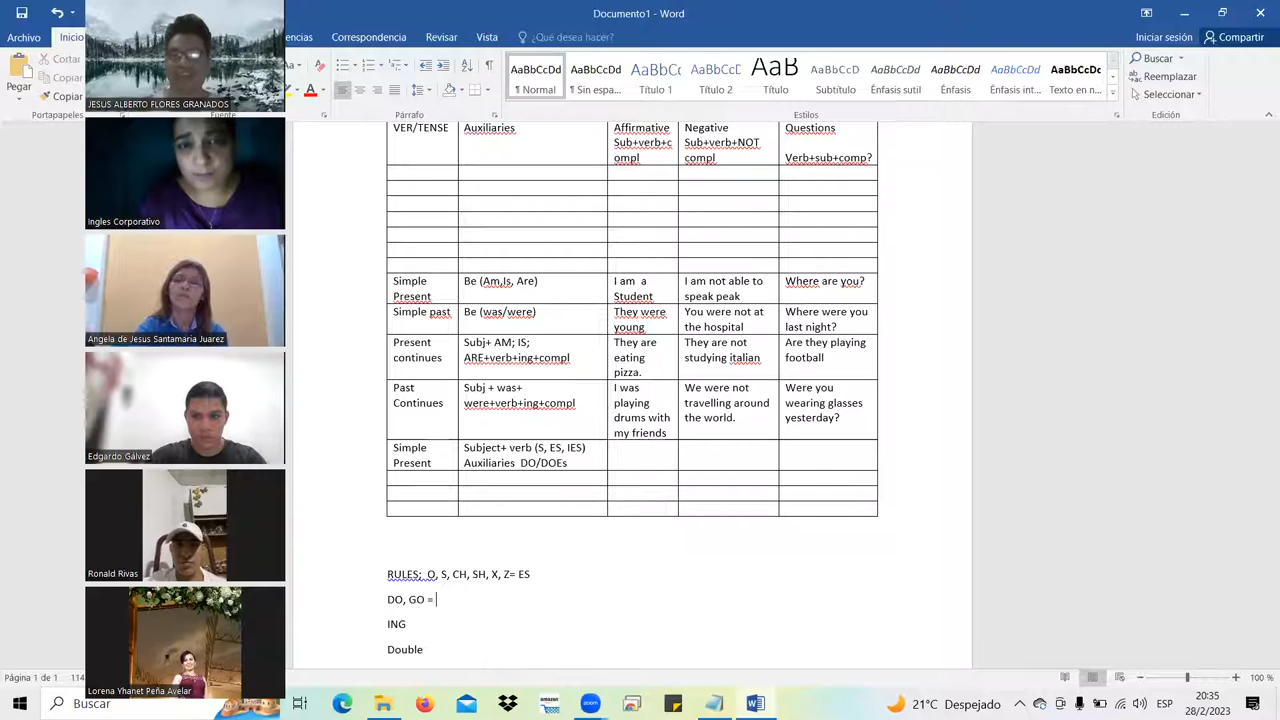 Documento1 - Word
Archivo Inicio encias Correspondencia Revisar Vista ¿Qué desea hacer? Iniciar sesión Compartir
Pegar Cortar Copiar Copiar
Portapapeles Fuente Párrafo Estilos Edición
AaBbCcDd AaBbCcDd AaBbCc AaBbCcC AaB AaBbCcD AaBbCcDd AaBbCcDd AaBbCcDd AaBbCcDc
¶ Normal ¶ Sin espa... Título 1 Título 2 Título Subtítulo Énfasis sutil Énfasis Énfasis int... Texto en n...
Buscar
Reemplazar
Seleccionar
JESUS ALBERTO FLORES GRANADOS
Ingles Corporativo
Angela de Jesus Santamaria Juarez
Edgardo Gálvez
Ronald Rivas
Lorena Yhanet Peña Avelar
VER/TENSE Auxiliaries Affirmative Negative Questions
Sub+verb+c Sub+verb+NOT
ompl compl Verb+sub+comp?
Simple Be (Am,Is, Are) I am a I am not able to Where are you?
Present Student speak peak
Simple past Be (was/were) They were You were not at Where were you
young the hospital last night?
Present Subj+ AM; IS; They are They are not Are they playing
continues ARE+verb+ing+compl eating studying italian football
pizza.
Past Subj + was+ I was We were not Were you
Continues were+verb+ing+compl playing travelling around wearing glasses
drums with the world. yesterday?
my friends
Simple Subject+ verb (S, ES, IES)
Present Auxiliaries DO/DOEs
RULES; O, S, CH, SH, X, Z= ES
DO, GO =
ING
Double
Página 1 de 1 114
100 %
Buscar
amazon
zoom
21°C Despejado
ESP
20:35
28/2/2023